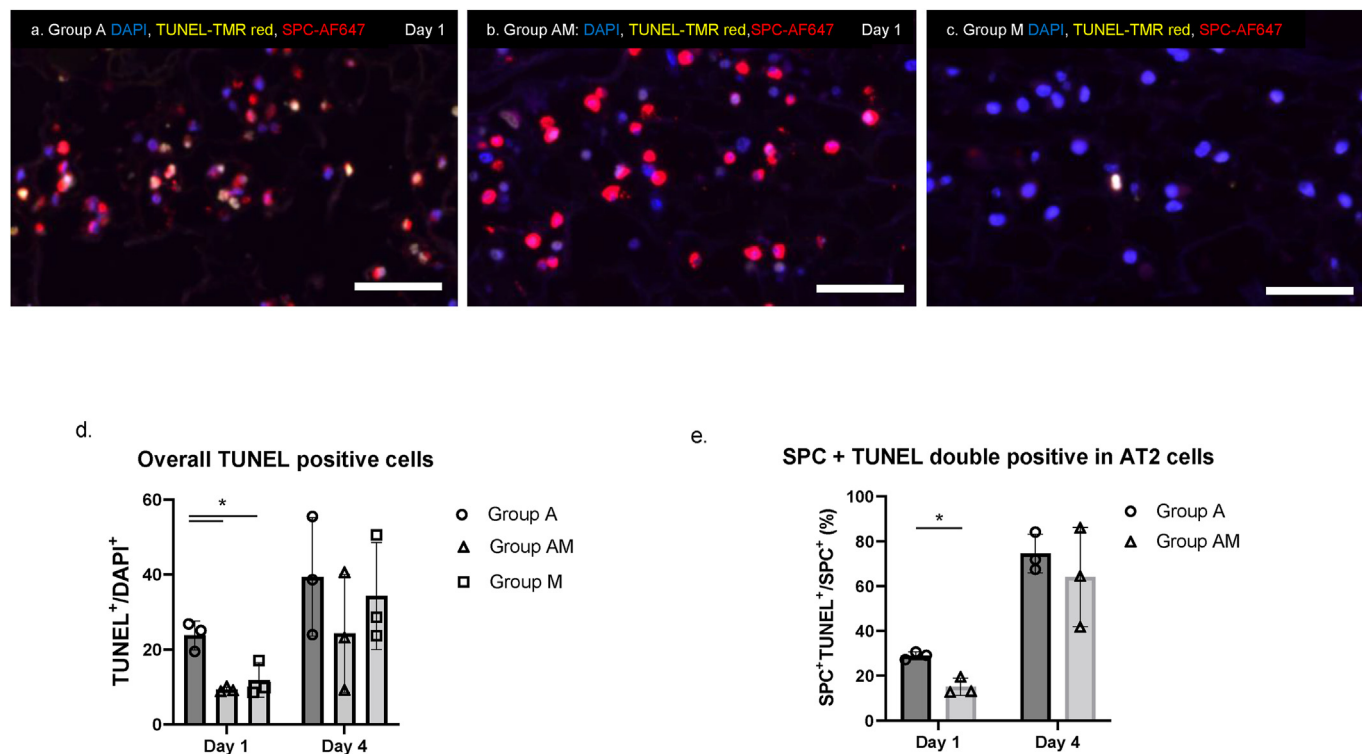 a. Group A DAPI, TUNEL-TMR red, SPC-AF647 Day 1
b. Group AM: DAPI, TUNEL-TMR red,SPC-AF647 Day 1
c. Group M DAPI, TUNEL-TMR red, SPC-AF647
d.
Overall TUNEL positive cells
TUNEL⁺/DAPI⁺
60
40
20
0
*
Day 1
Day 4
Group A
Group AM
Group M
e.
SPC + TUNEL double positive in AT2 cells
SPC⁺TUNEL⁺/SPC⁺ (%)
100
80
60
40
20
0
*
Day 1
Day 4
Group A
Group AM